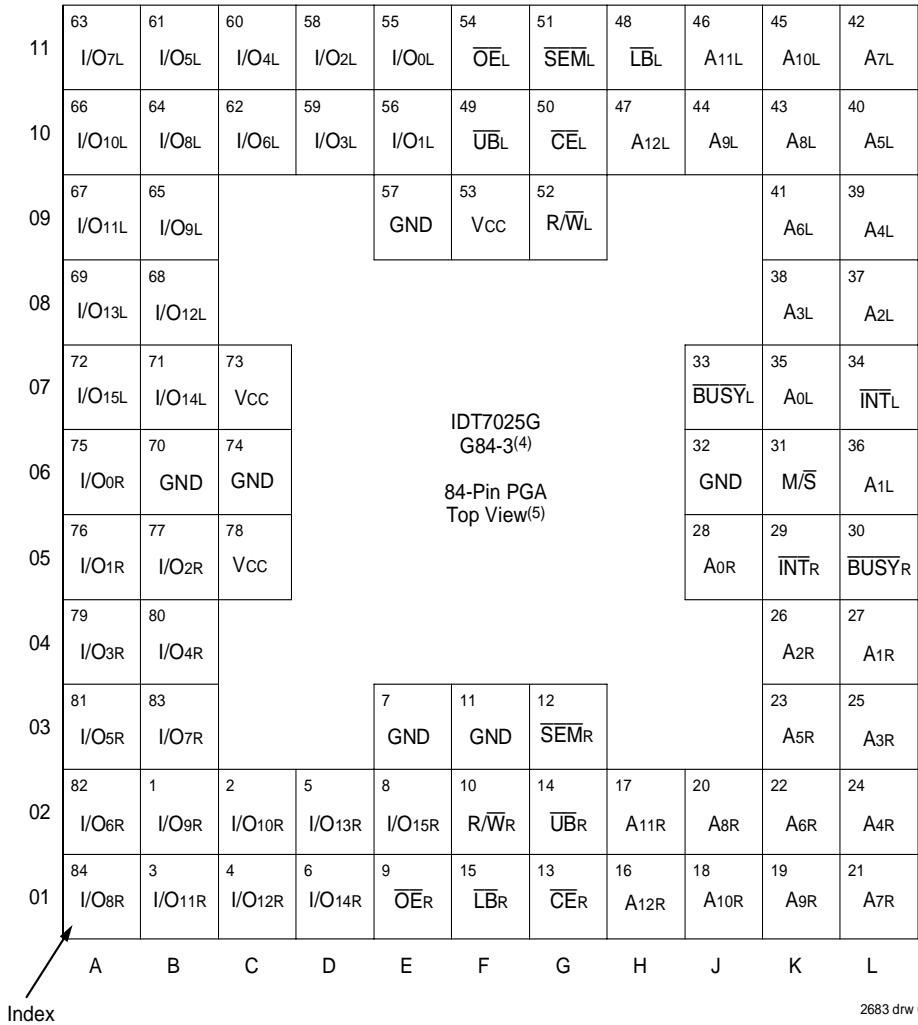 63 61 60 58 55 54 51 48 46 45 42
11 I/O7L I/O5L I/O4L I/O2L I/O0L OEL SEML LBL A11L A10L A7L
66 64 62 59 56 49 50 47 44 43 40
10 I/O10L I/O8L I/O6L I/O3L I/O1L UBL CEL A12L A9L A8L A5L
67 65 57 53 52 41 39
09 I/O11L I/O9L GND VCC R/WL A6L A4L
69 68 38 37
08 I/O13L I/O12L A3L A2L
72 71 73 33 35 34
07 I/O15L I/O14L VCC BUSYL A0L INTL
IDT7025G
G84-3(4)
75 70 74 32 31 36
06 I/O0R GND GND GND M/S A1L
84-Pin PGA
Top View(5)
76 77 78 28 29 30
05 I/O1R I/O2R VCC A0R INTR BUSYR
79 80 26 27
04 I/O3R I/O4R A2R A1R
81 83 7 11 12 23 25
03 I/O5R I/O7R GND GND SEMR A5R A3R
82 1 2 5 8 10 14 17 20 22 24
02 I/O6R I/O9R I/O10R I/O13R I/O15R R/WR UBR A11R A8R A6R A4R
84 3 4 6 9 15 13 16 18 19 21
01 I/O8R I/O11R I/O12R I/O14R OER LBR CER A12R A10R A9R A7R
A B C D E F G H J K L
Index
2683 drw